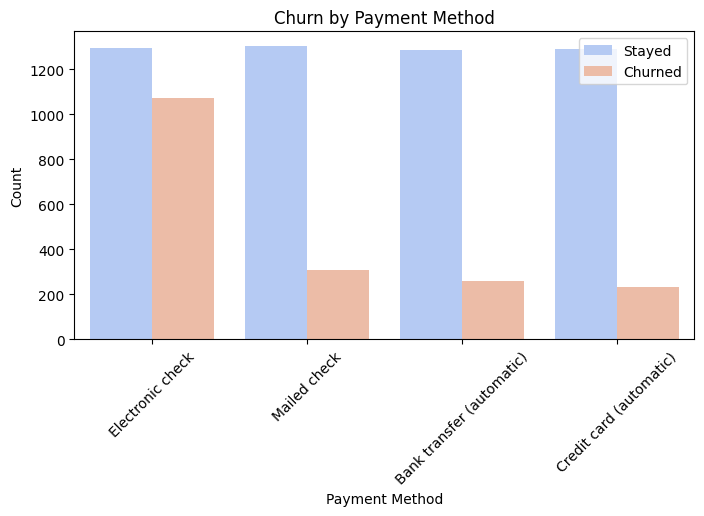 Churn by Payment Method
Stayed
Churned
Count
1200
1000
800
600
400
200
0
Electronic check
Mailed check
Bank transfer (automatic)
Credit card (automatic)
Payment Method